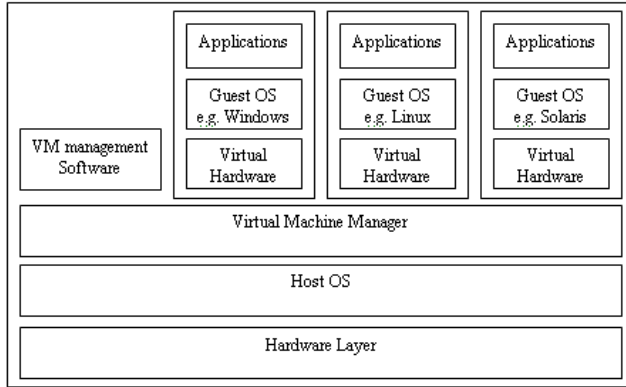 Applications
Guest OS
e.g. Windows
Virtual
Hardware
Applications
Guest OS
e.g. Linux
Virtual
Hardware
Applications
Guest OS
e.g. Solaris
Virtual
Hardware
VM management
Software
Virtual Machine Manager
Host OS
Hardware Layer